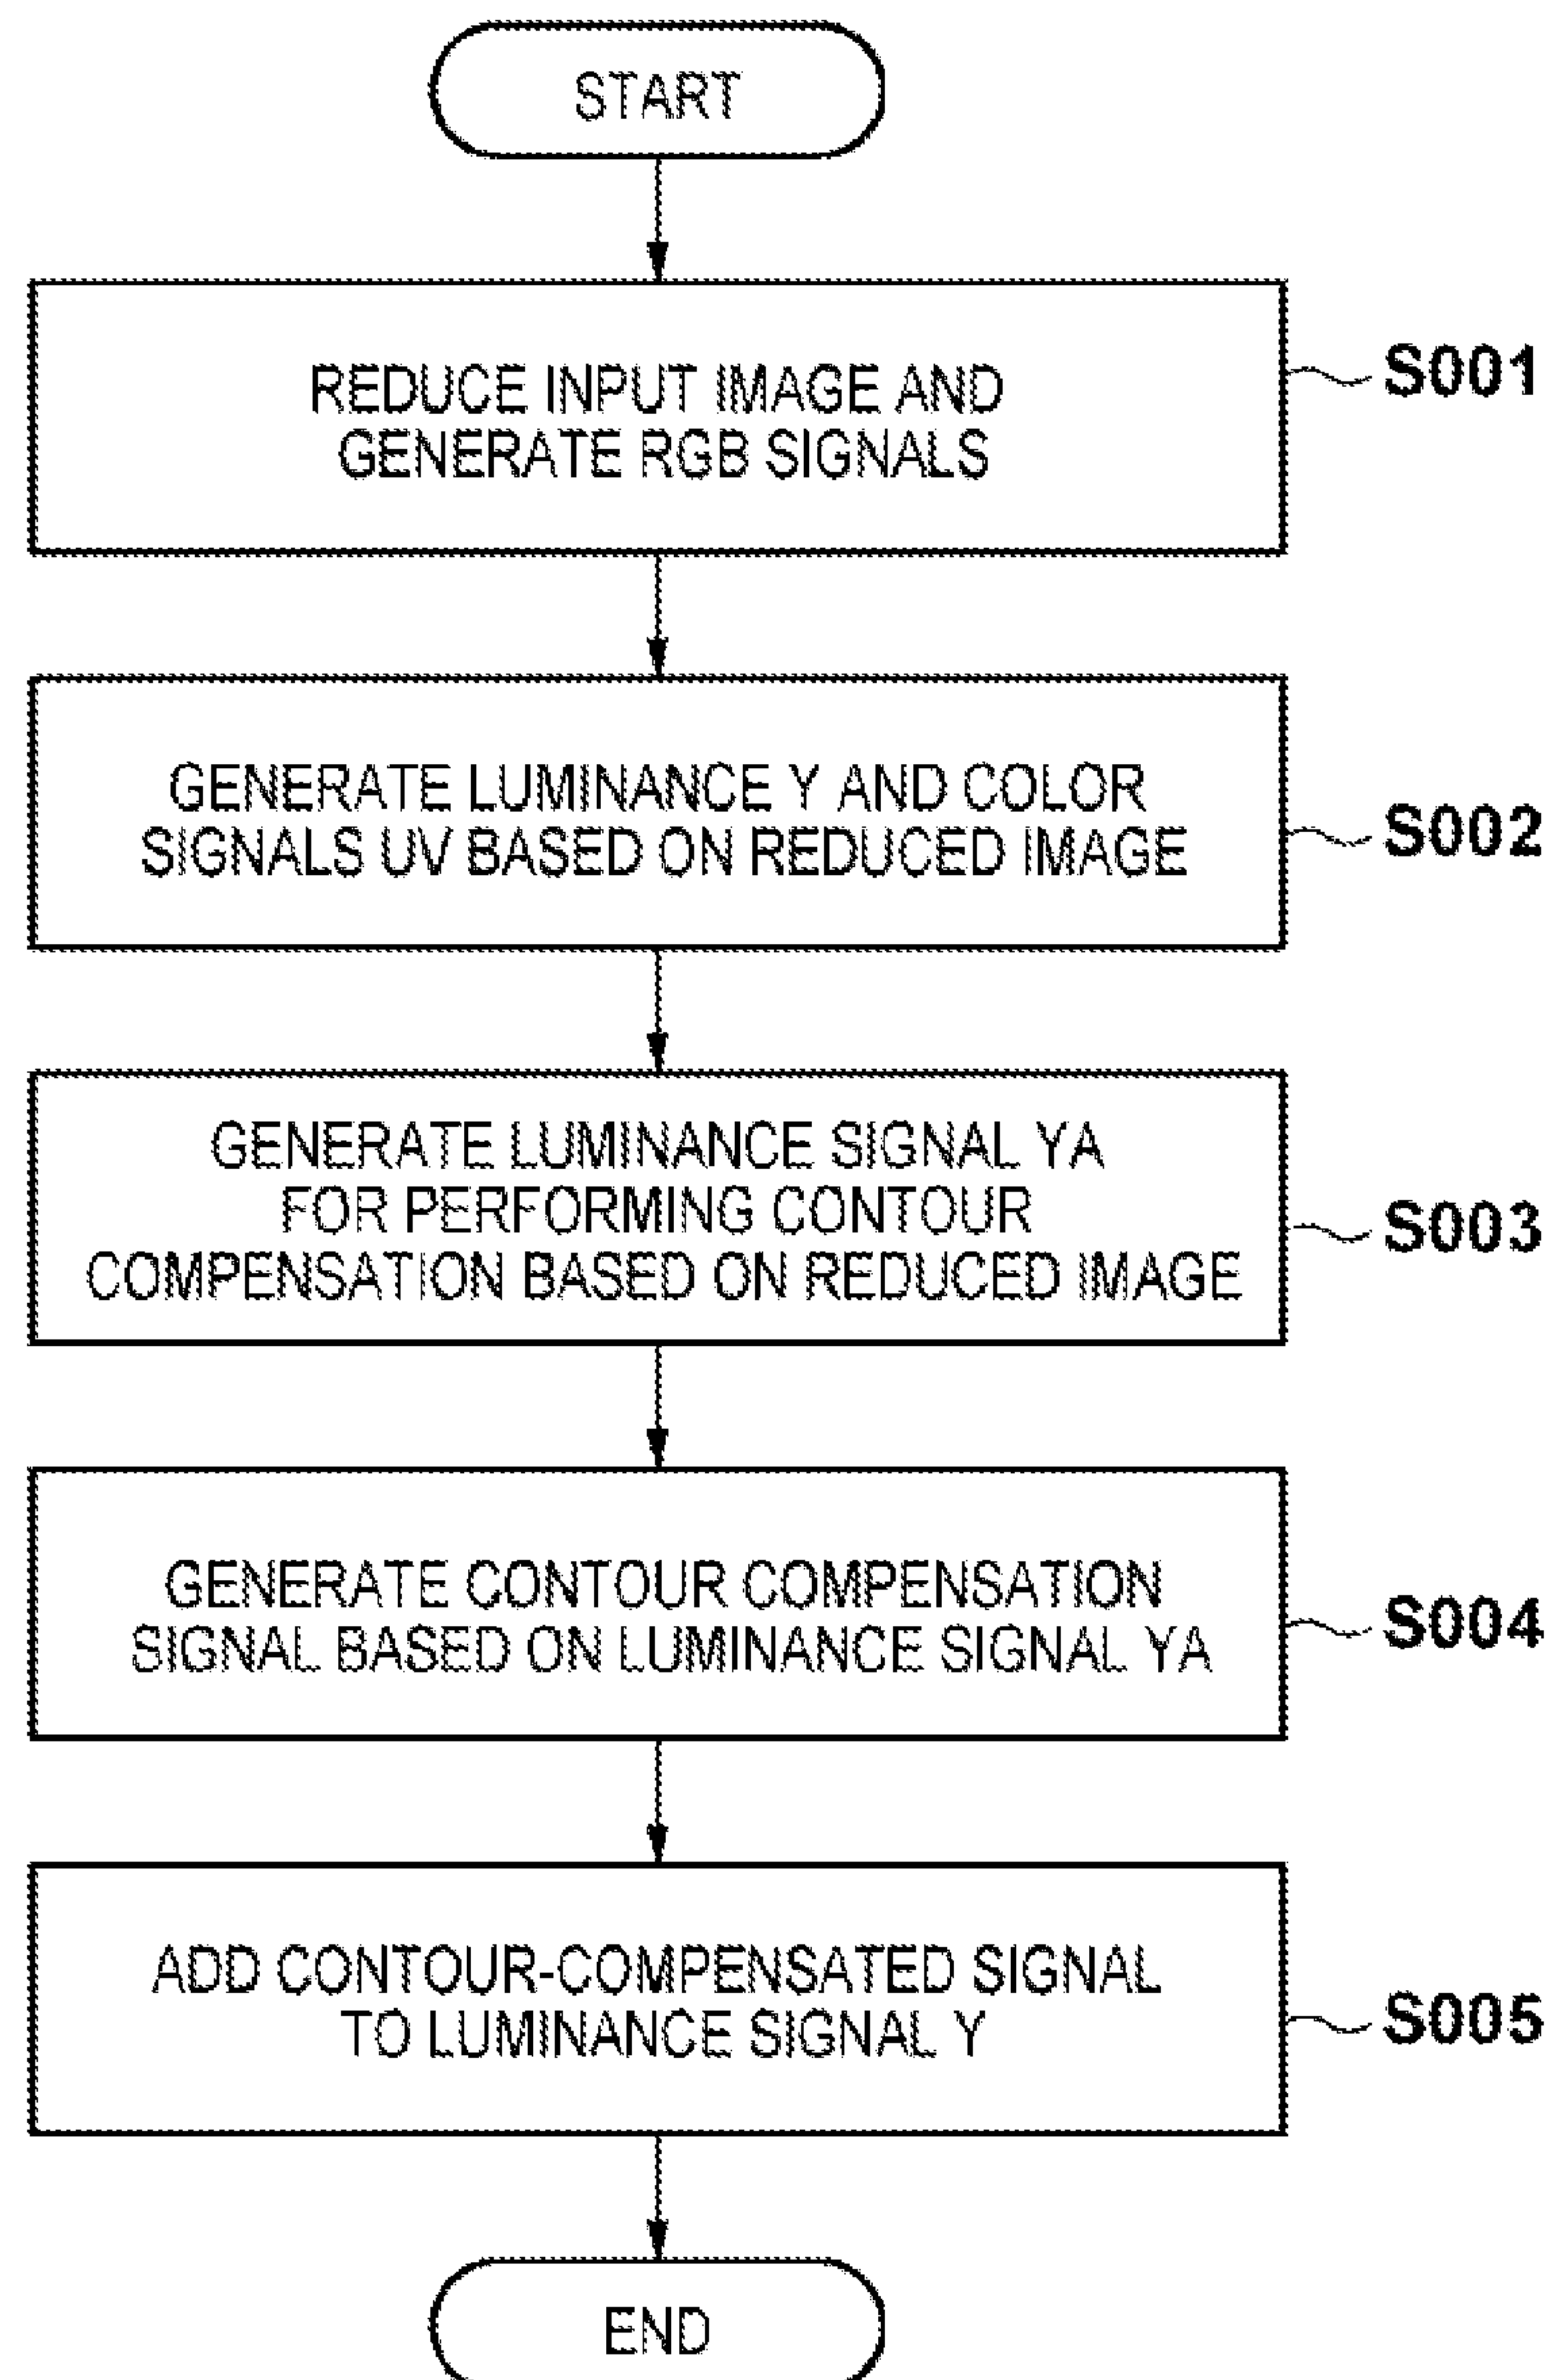 START
REDUCE INPUT IMAGE AND
GENERATE RGB SIGNALS
S001
GENERATE LUMINANCE Y AND COLOR
SIGNALS UV BASED ON REDUCED IMAGE
S002
GENERATE LUMINANCE SIGNAL YA
FOR PERFORMING CONTOUR
COMPENSATION BASED ON REDUCED IMAGE
S003
GENERATE CONTOUR COMPENSATION
SIGNAL BASED ON LUMINANCE SIGNAL YA
S004
ADD CONTOUR-COMPENSATED SIGNAL
TO LUMINANCE SIGNAL Y
S005
END